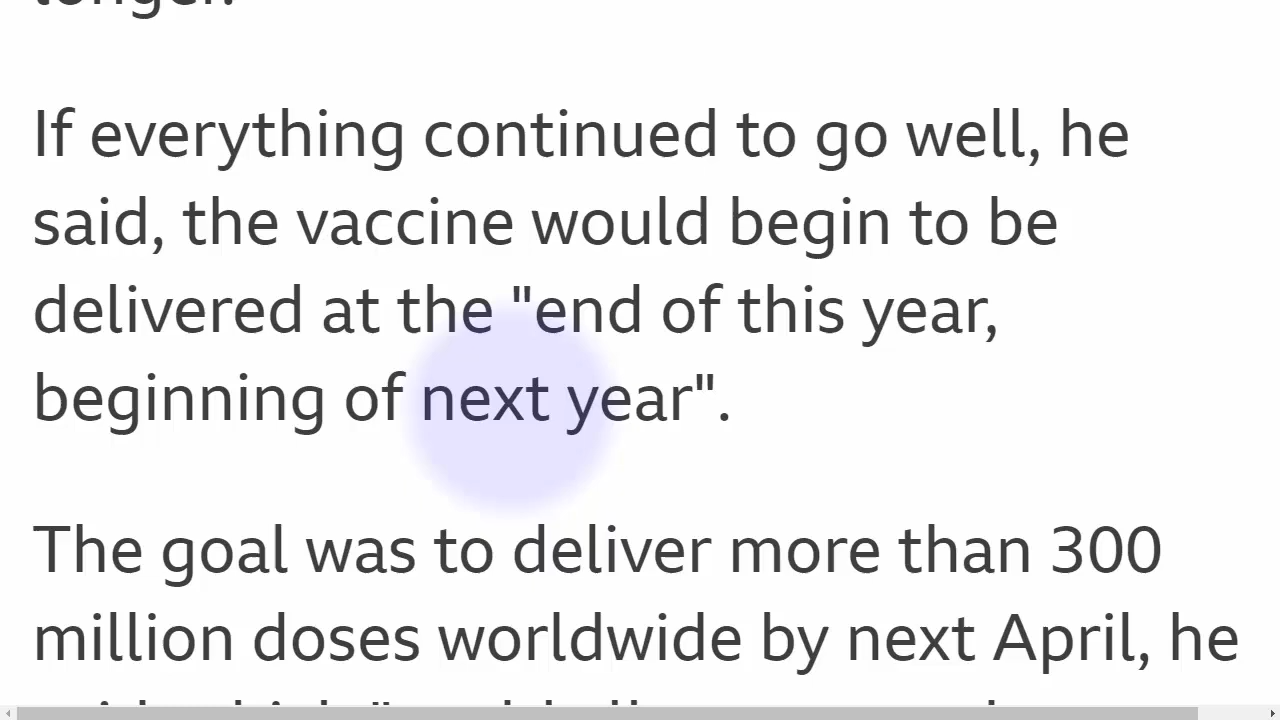 longer.
If everything continued to go well, he
said, the vaccine would begin to be
delivered at the "end of this year,
beginning of next year".
The goal was to deliver more than 300
million doses worldwide by next April, he